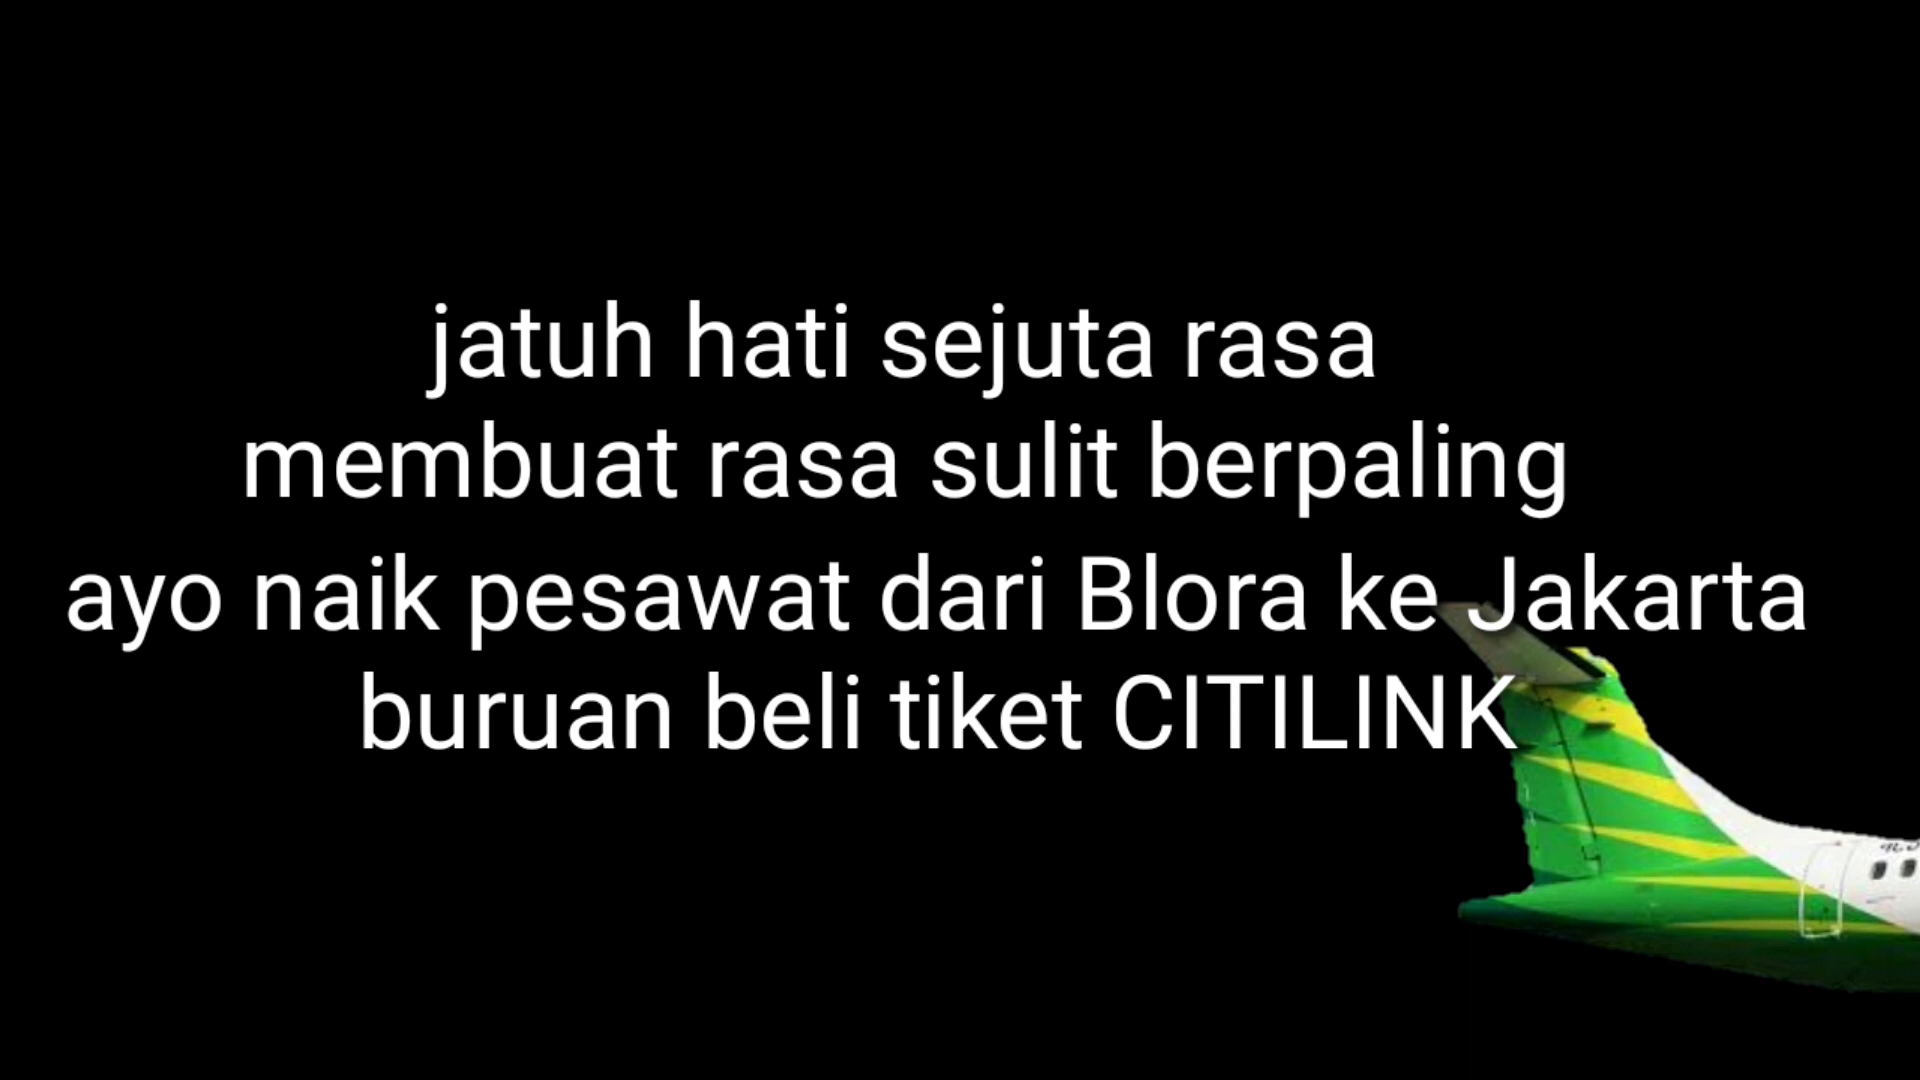 jatuh hati sejuta rasa
membuat rasa sulit berpaling
ayo naik pesawat dari Blora ke Jakarta
buruan beli tiket CITILINK